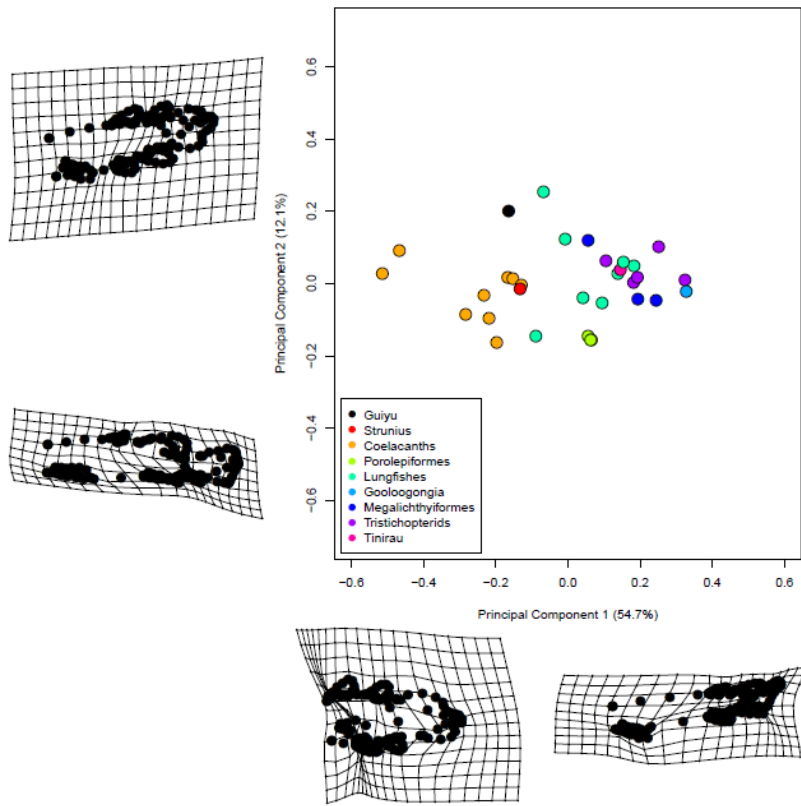 0.6
0.4
0.2
0.0
−0.2
−0.4
−0.6
Principal Component 2 (12.1%)
Guiyu
Strunius
Coelacanths
Porolepiformes
Lungfishes
Gooloogongia
Megalichthyiformes
Tristichopterids
Tinirau
−0.6 −0.4 −0.2 0.0 0.2 0.4 0.6
Principal Component 1 (54.7%)